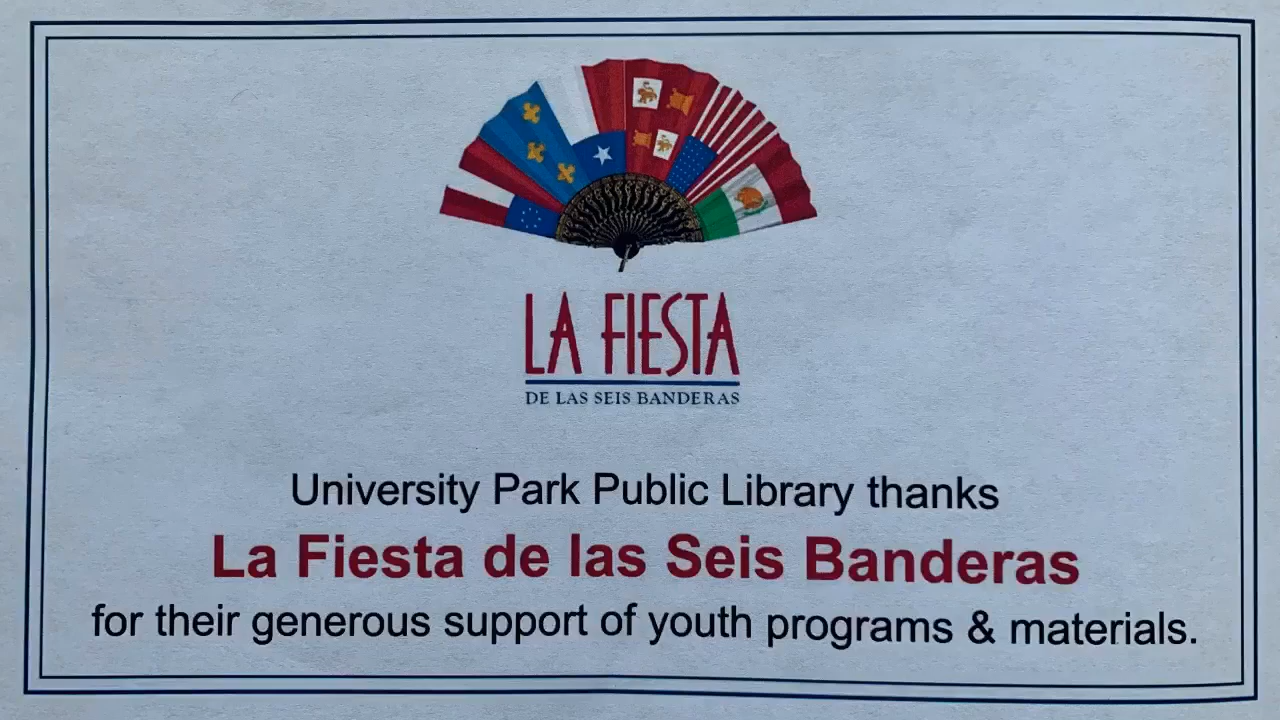 LA FIESTA
DE LAS SEIS BANDERAS
University Park Public Library thanks
La Fiesta de las Seis Banderas
for their generous support of youth programs & materials.